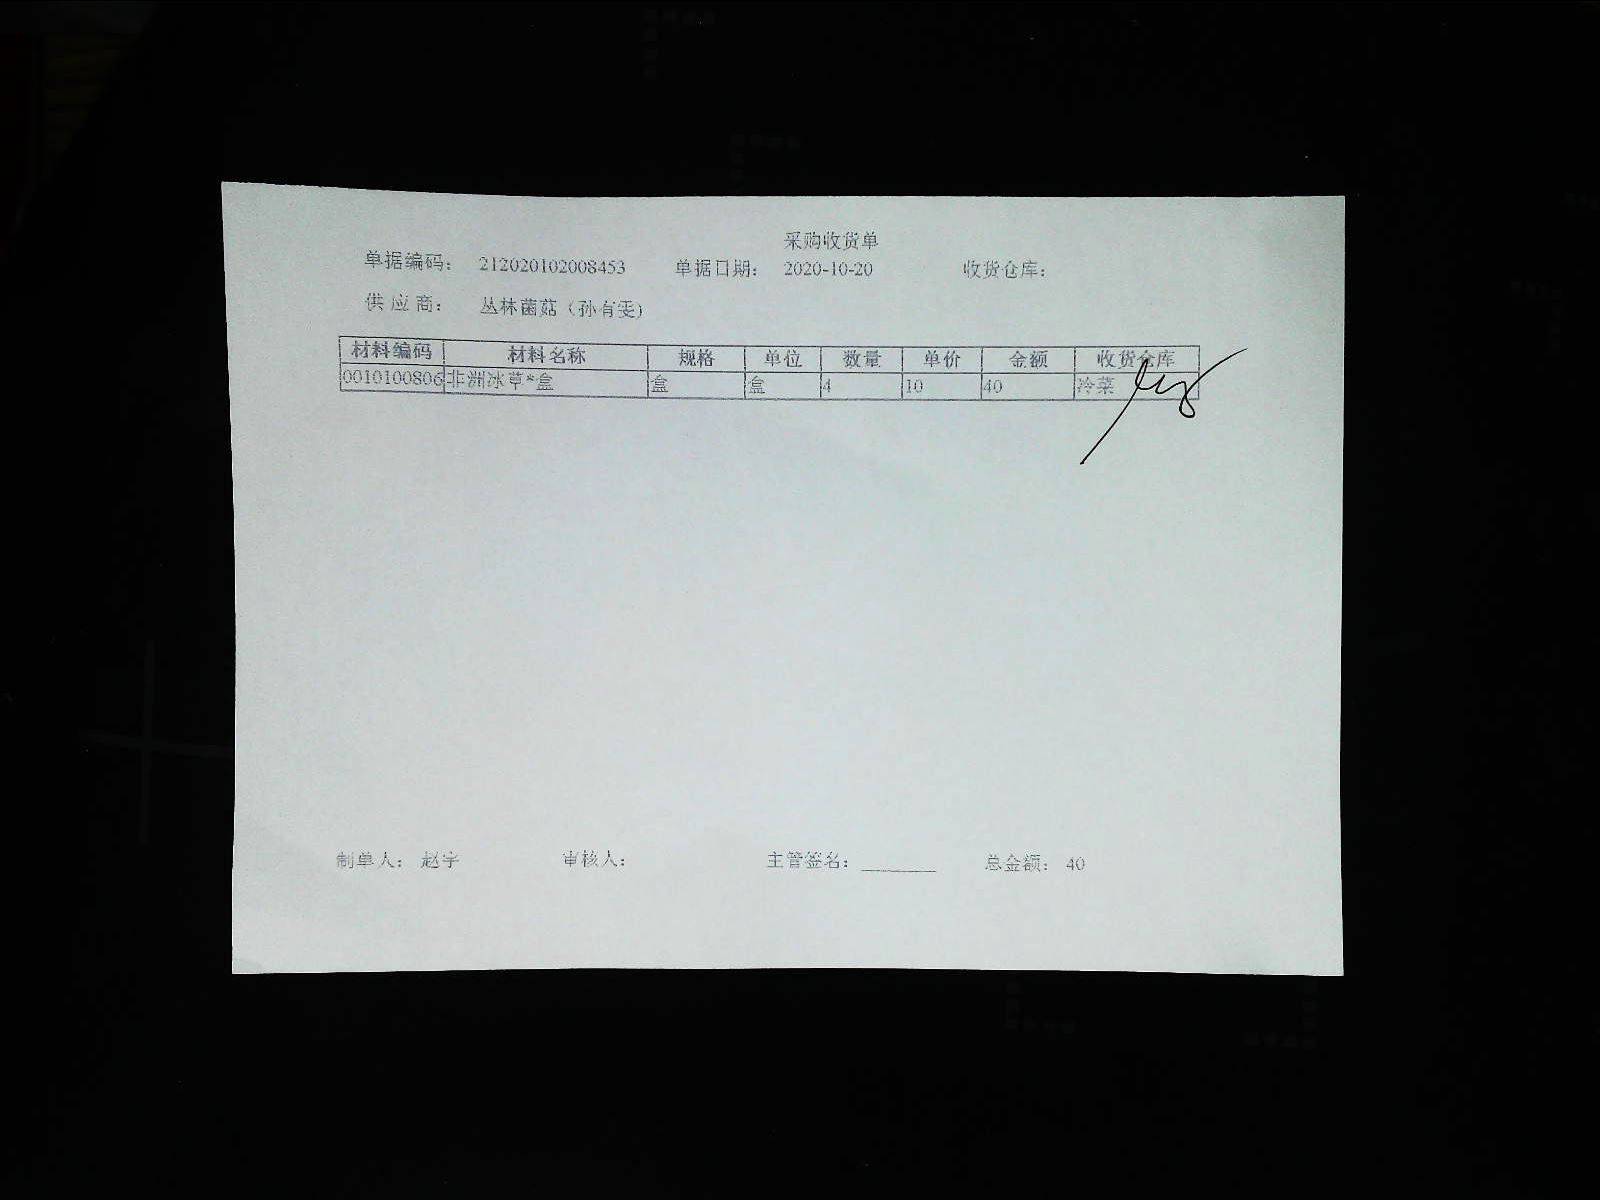 采购收货单
单据编码： 212020102008453 单据日期： 2020-10-20 收货仓库：
供应商： 丛林菌菇（孙有雯）
材料编码 材料名称 规格 单位 数量 单价 金额 收货仓库
0010100806 非洲冰草*盒 盒 盒 4 10 40 冷菜
制单人： 赵宇 审核人： 主管签名： 总金额： 40